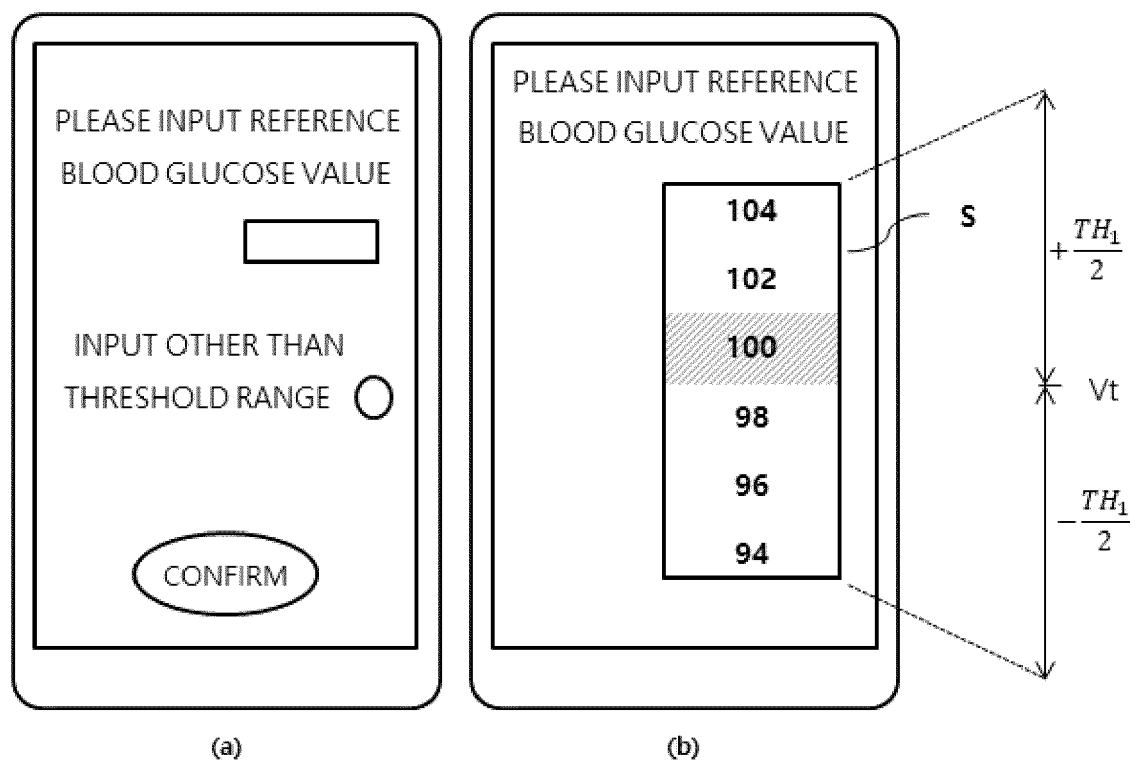 PLEASE INPUT REFERENCE
BLOOD GLUCOSE VALUE
INPUT OTHER THAN
THRESHOLD RANGE
CONFIRM
(a)
PLEASE INPUT REFERENCE
BLOOD GLUCOSE VALUE
104
102
100
98
96
94
S
+TH₁/2
Vt
−TH₁/2
(b)